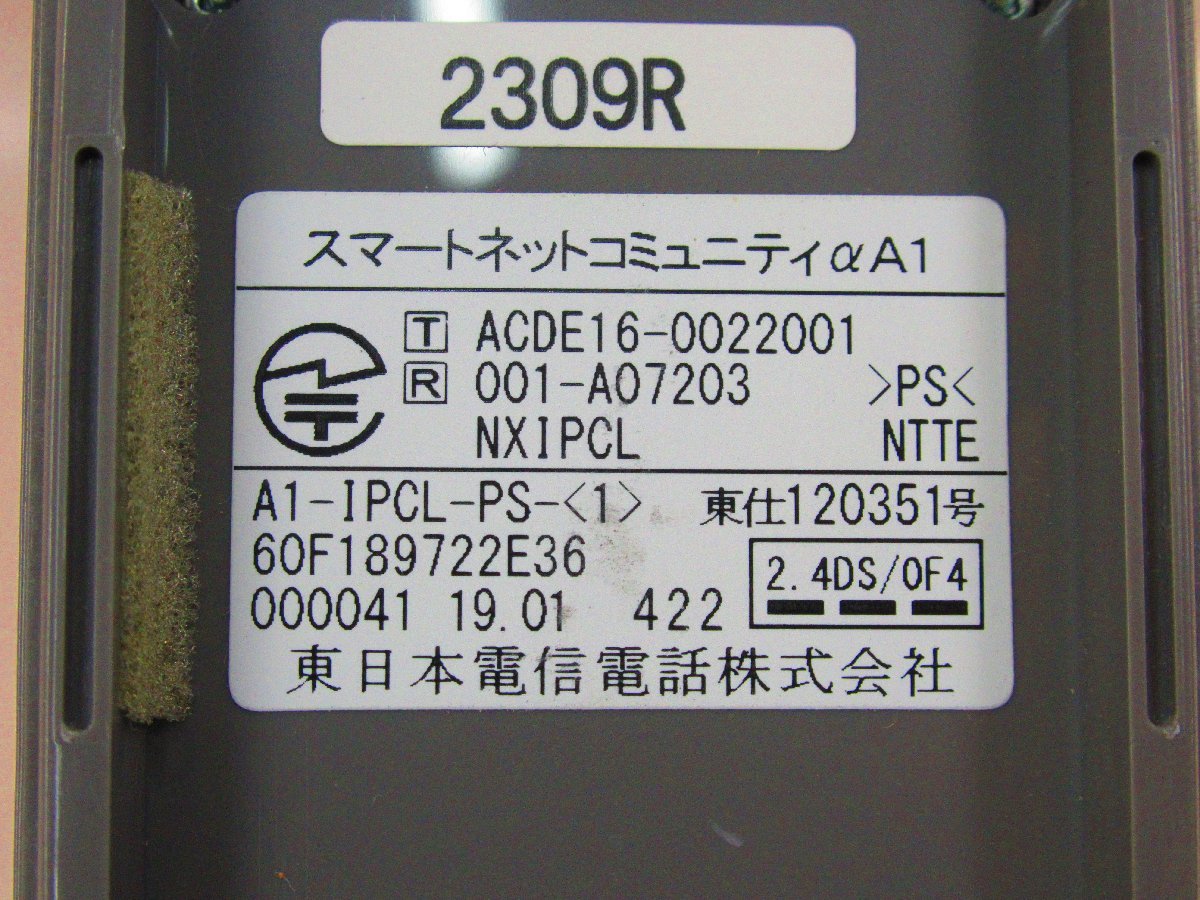 2309R
スマートネットコミュニティαA1
T ACDE16-0022001
R 001-A07203 >PS<
NXIPCL NTTE
A1-IPCL-PS-<1> 東仕120351号
60F189722E36
2.4DS/OF4
000041 19.01 422
東日本電信電話株式会社